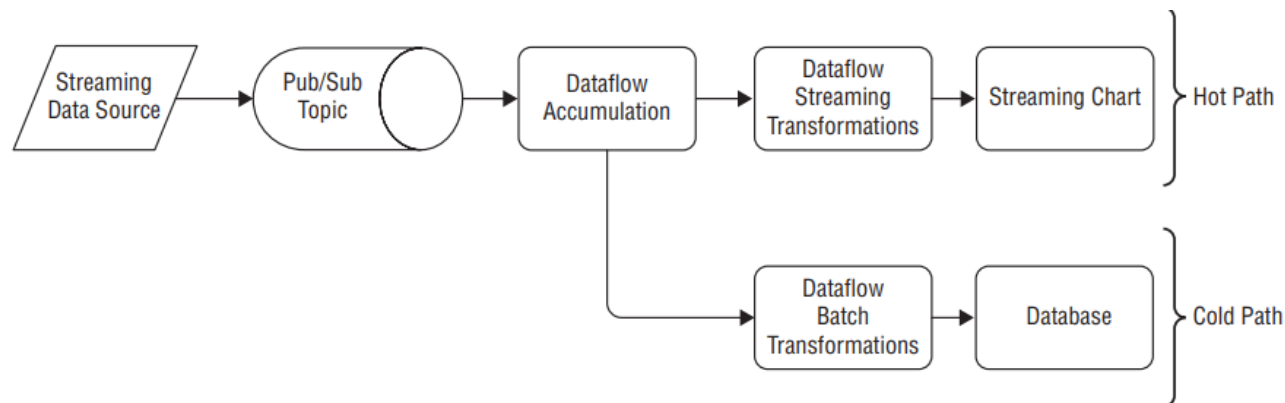 Streaming
Data Source
Pub/Sub
Topic
Dataflow
Accumulation
Dataflow
Streaming
Transformations
Streaming Chart
Hot Path
Dataflow
Batch
Transformations
Database
Cold Path